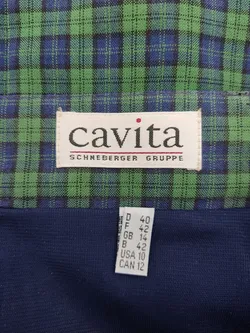 cavita
SCHNEBERGER GRUPPE
D 40
F 42
GB 14
B 42
USA 10
CAN 12